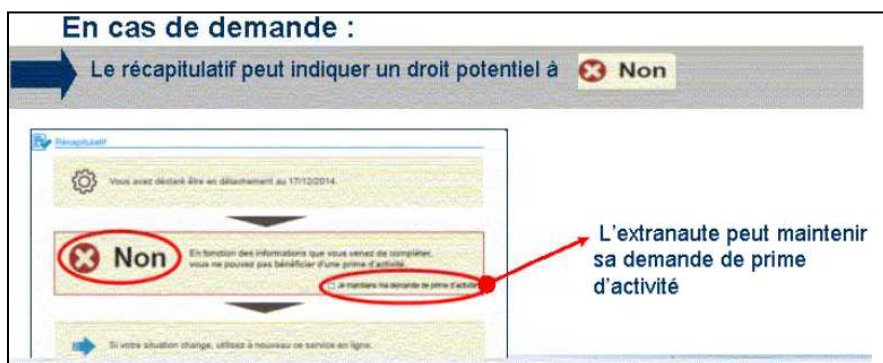 En cas de demande :
Le récapitulatif peut indiquer un droit potentiel à Non
Récapitulatif
Vous avez déclaré être en détachement au 17/12/2014.
Non
En fonction des informations que vous venez de compléter,
vous ne pouvez pas bénéficier d'une prime d'activité.
Je maintiens ma demande de prime d'activité
L'extranaute peut maintenir
sa demande de prime
d'activité
Si votre situation change, utilisez à nouveau ce service en ligne.